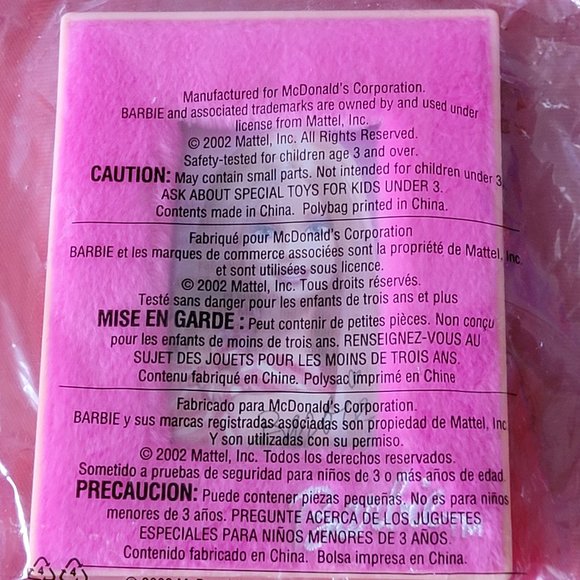 Manufactured for McDonald's Corporation.
BARBIE and associated trademarks are owned by and used under
license from Mattel, Inc.
© 2002 Mattel, Inc. All Rights Reserved.
Safety-tested for children age 3 and over.
CAUTION: May contain small parts. Not intended for children under 3.
ASK ABOUT SPECIAL TOYS FOR KIDS UNDER 3.
Contents made in China. Polybag printed in China.
Fabriqué pour McDonald's Corporation
BARBIE et les marques de commerce associées sont la propriété de Mattel, Inc.
et sont utilisées sous licence.
© 2002 Mattel, Inc. Tous droits réservés.
Testé sans danger pour les enfants de trois ans et plus
MISE EN GARDE : Peut contenir de petites pièces. Non conçu
pour les enfants de moins de trois ans. RENSEIGNEZ-VOUS AU
SUJET DES JOUETS POUR LES MOINS DE TROIS ANS.
Contenu fabriqué en Chine. Polysac imprimé en Chine
Fabricado para McDonald's Corporation.
BARBIE y sus marcas registradas asociadas son propiedad de Mattel, Inc
Y son utilizadas con su permiso.
© 2002 Mattel, Inc. Todos los derechos reservados.
Sometido a pruebas de seguridad para niños de 3 o más años de edad.
PRECAUCION: Puede contener piezas pequeñas. No es para niños
menores de 3 años. PREGUNTE ACERCA DE LOS JUGUETES
ESPECIALES PARA NIÑOS MENORES DE 3 AÑOS.
Contenido fabricado en China. Bolsa impresa en China.
4 4